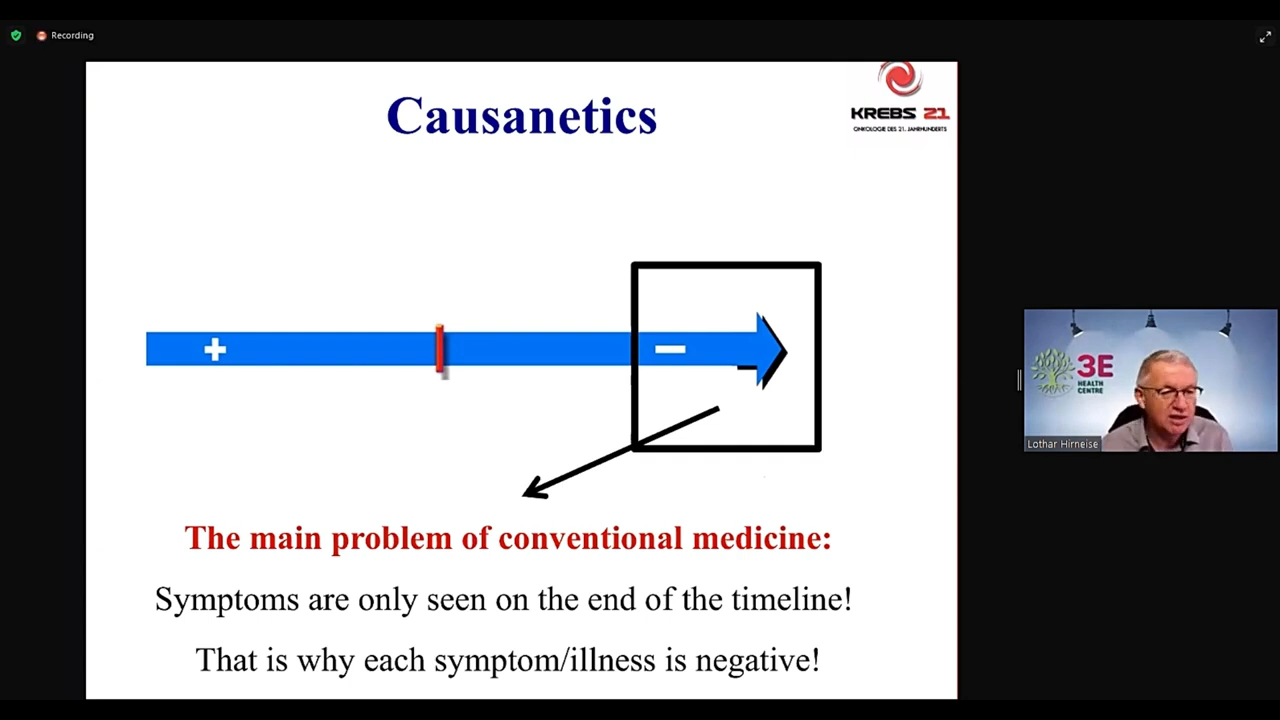 Recording
Causanetics
KREBS 21
ONKOLOGIE DES 21. JAHRHUNDERTS
The main problem of conventional medicine:
Symptoms are only seen on the end of the timeline!
That is why each symptom/illness is negative!
3E
HEALTH
CENTRE
Lothar Hirneise